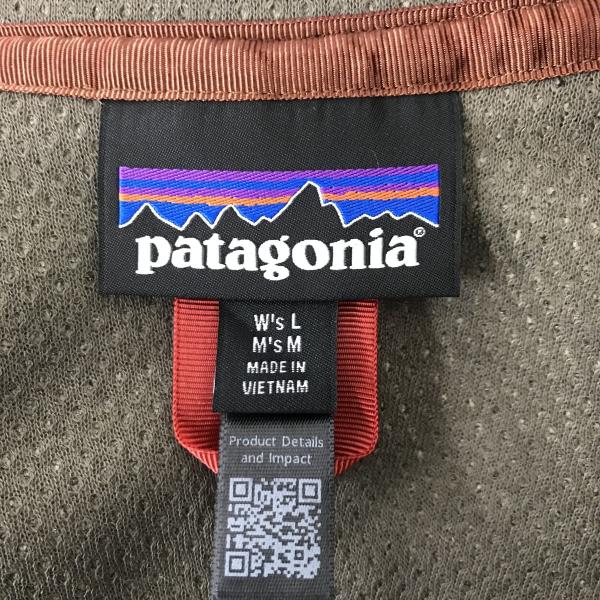 patagonia®
W's L
M's M
MADE IN
VIETNAM
Product Details
and Impact